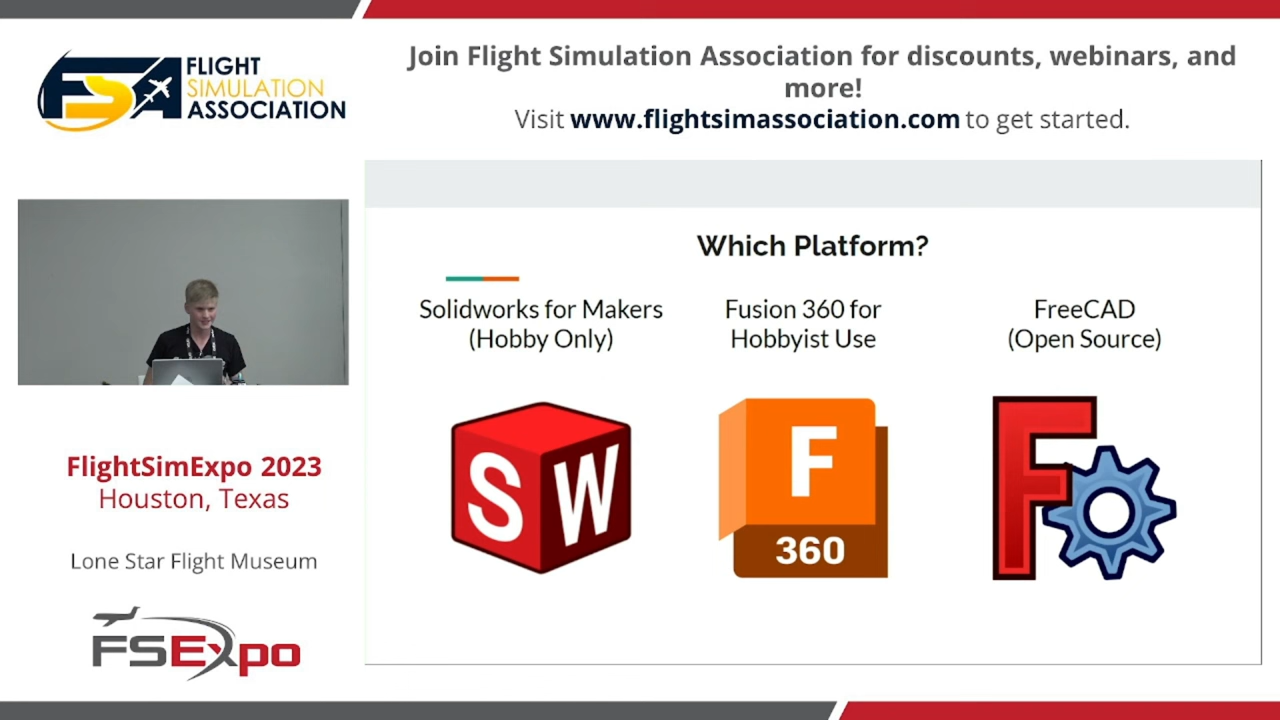 FLIGHT
SIMULATION
ASSOCIATION
FSA
Join Flight Simulation Association for discounts, webinars, and
more!
Visit www.flightsimassociation.com to get started.
Which Platform?
Solidworks for Makers
(Hobby Only)
Fusion 360 for
Hobbyist Use
FreeCAD
(Open Source)
S W
F
360
F
FlightSimExpo 2023
Houston, Texas
Lone Star Flight Museum
FSExpo